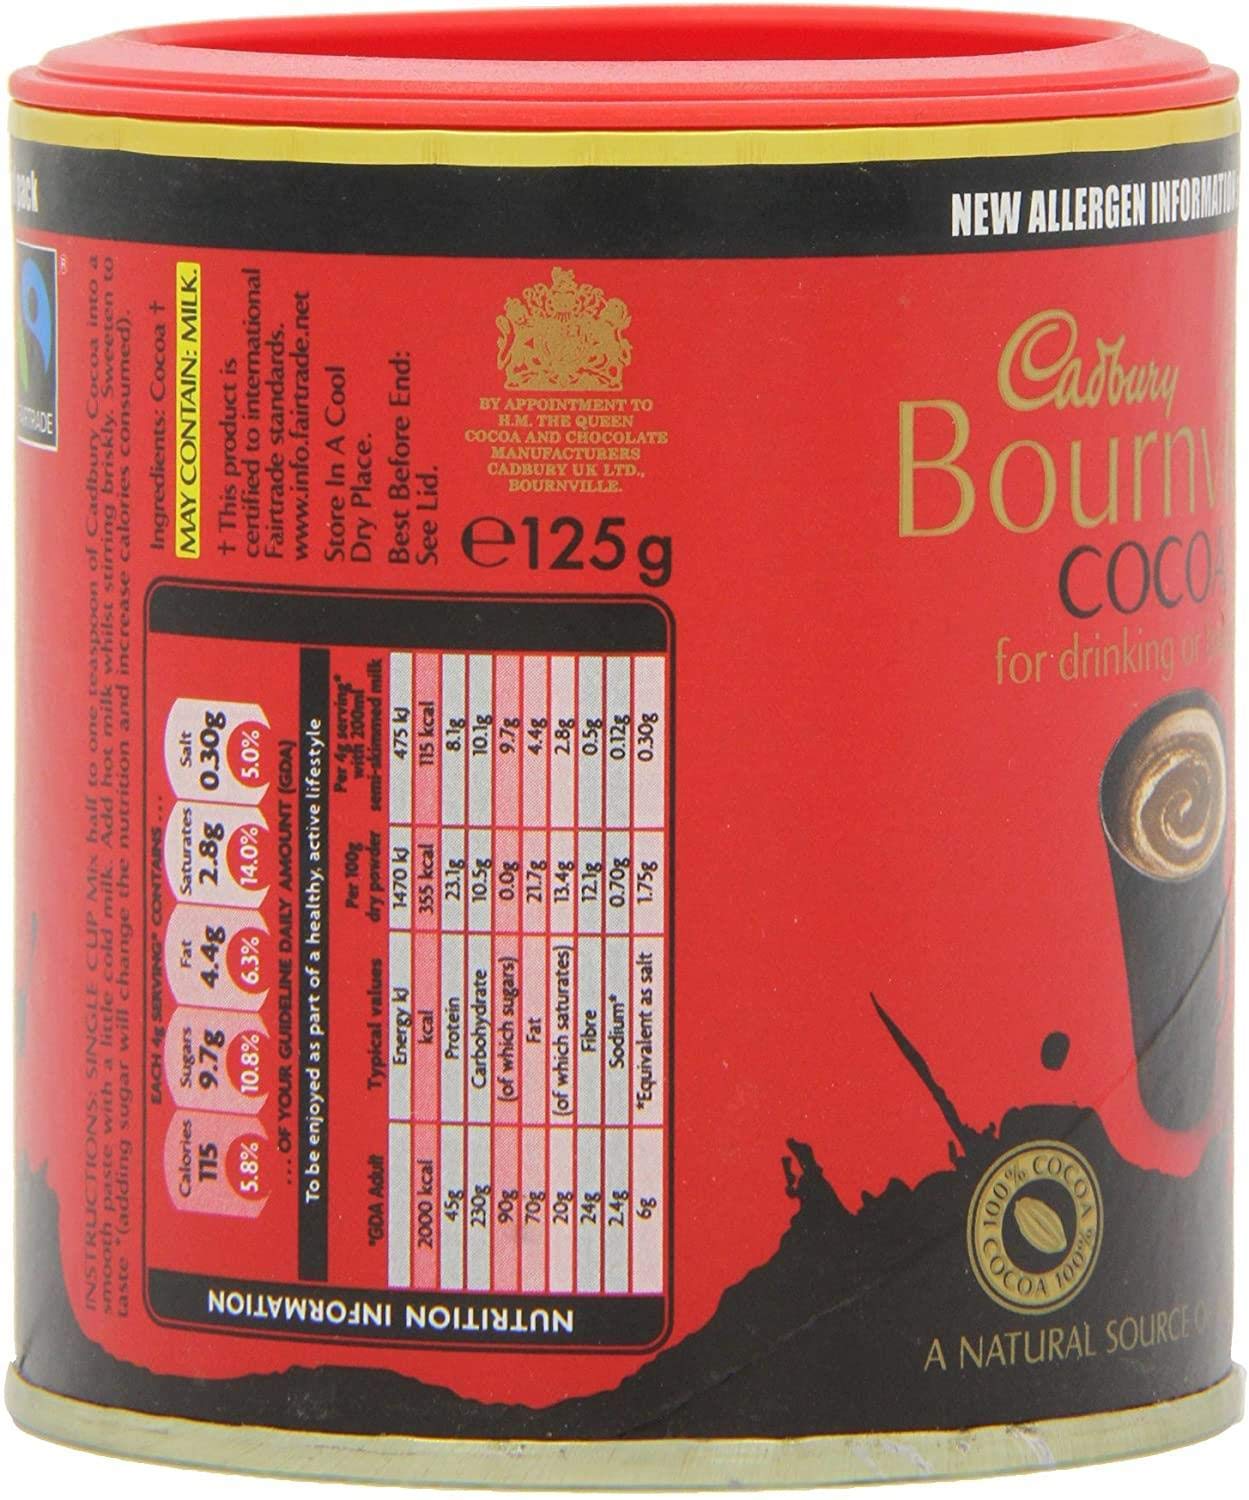 pack
NEW ALLERGEN INFORMATION
FAIRTRADE
®
INSTRUCTIONS: SINGLE CUP Mix half to one teaspoon of Cadbury Cocoa into a
smooth paste with a little cold milk. Add hot milk whilst stirring briskly. Sweeten to
taste *(adding sugar will change the nutrition and increase calories consumed).
Ingredients: Cocoa †
MAY CONTAIN: MILK.
† This product is
certified to international
Fairtrade standards.
www.info.fairtrade.net
Store In A Cool
Dry Place.
Best Before End:
See Lid.
BY APPOINTMENT TO
H.M. THE QUEEN
COCOA AND CHOCOLATE
MANUFACTURERS
CADBURY UK LTD.,
BOURNVILLE.
e125g
NUTRITION INFORMATION
EACH 4g SERVING* CONTAINS ...
Calories Sugars Fat Saturates Salt
115 9.7g 4.4g 2.8g 0.30g
5.8% 10.8% 6.3% 14.0% 5.0%
... OF YOUR GUIDELINE DAILY AMOUNT (GDA)
To be enjoyed as part of a healthy, active lifestyle
*GDA Adult Typical values Per 100g dry powder Per 4g serving* with 200ml semi-skimmed milk
Energy kJ 1470 kJ 475 kJ
2000 kcal kcal 355 kcal 115 kcal
45g Protein 23.1g 8.1g
230g Carbohydrate 10.5g 10.1g
90g (of which sugars) 0.0g 9.7g
70g Fat 21.7g 4.4g
20g (of which saturates) 13.4g 2.8g
24g Fibre 12.1g 0.5g
2.4g Sodium* 0.70g 0.12g
6g *Equivalent as salt 1.75g 0.30g
Cadbury
Bournv
COCOA
for drinking or
100% COCOA 100% COCOA
A NATURAL SOURCE O